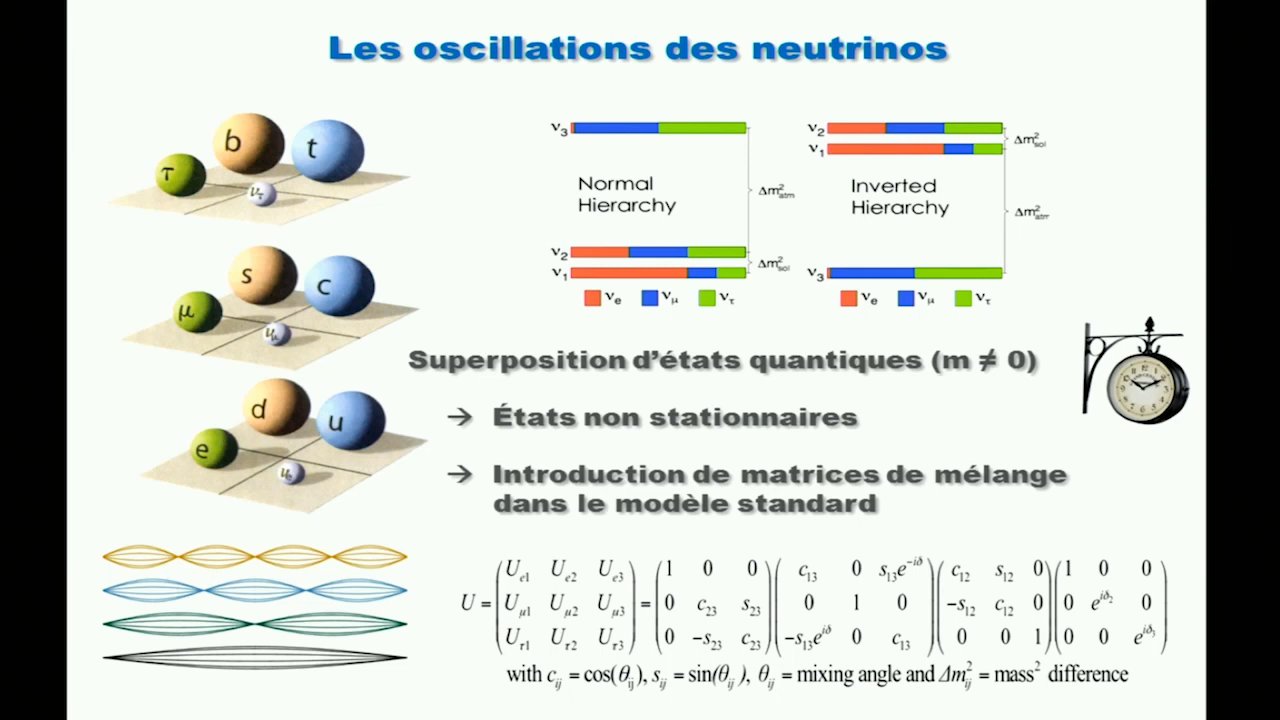 Les oscillations des neutrinos
b
t
τ
ντ
s
c
μ
νμ
d
u
e
νe
ν3
Normal
Hierarchy
Δm²atm
ν2
ν1
Δm²sol
νe νμ ντ
ν2
ν1
Δm²sol
Inverted
Hierarchy
Δm²atm
ν3
νe νμ ντ
Superposition d’états quantiques (m ≠ 0)
→ États non stationnaires
→ Introduction de matrices de mélange
dans le modèle standard
U = (Ue1 Ue2 Ue3; Uμ1 Uμ2 Uμ3; Uτ1 Uτ2 Uτ3) = (1 0 0; 0 c23 s23; 0 −s23 c23)(c13 0 s13e^−iδ; 0 1 0; −s13e^iδ 0 c13)(c12 s12 0; −s12 c12 0; 0 0 1)(1 0 0; 0 e^iδ2 0; 0 0 e^iδ3)
with cij = cos(θij), sij = sin(θij), θij = mixing angle and Δm²ij = mass² difference